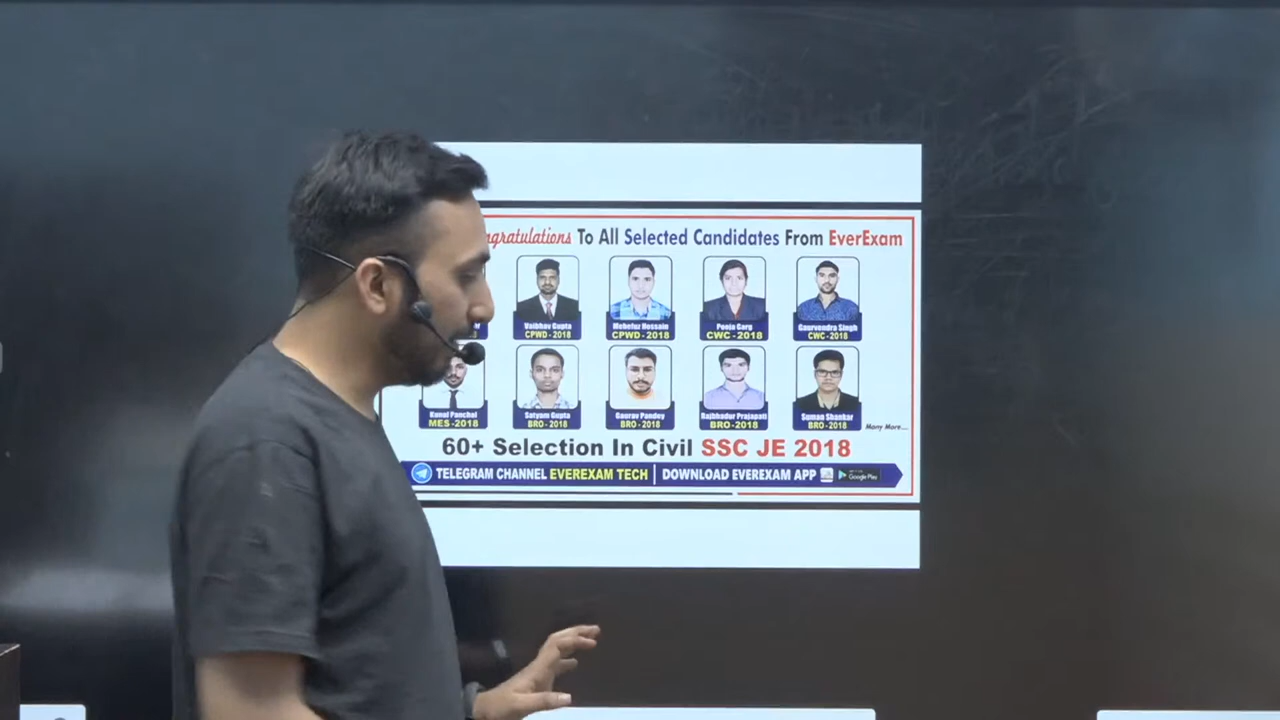 ngratulations To All Selected Candidates From EverExam
Vaibhav Gupta
CPWD-2018
Mehefuz Hossain
CPWD-2018
Pooja Garg
CWC-2018
Gaurvendra Singh
CWC-2018
Kunal Panchal
MES-2018
Satyam Gupta
BRO-2018
Gaurav Pandey
BRO-2018
Rajbhadur Prajapati
BRO-2018
Suman Shankar
BRO-2018
Many More...
60+ Selection In Civil SSC JE 2018
TELEGRAM CHANNEL EVEREXAM TECH DOWNLOAD EVEREXAM APP Google Play